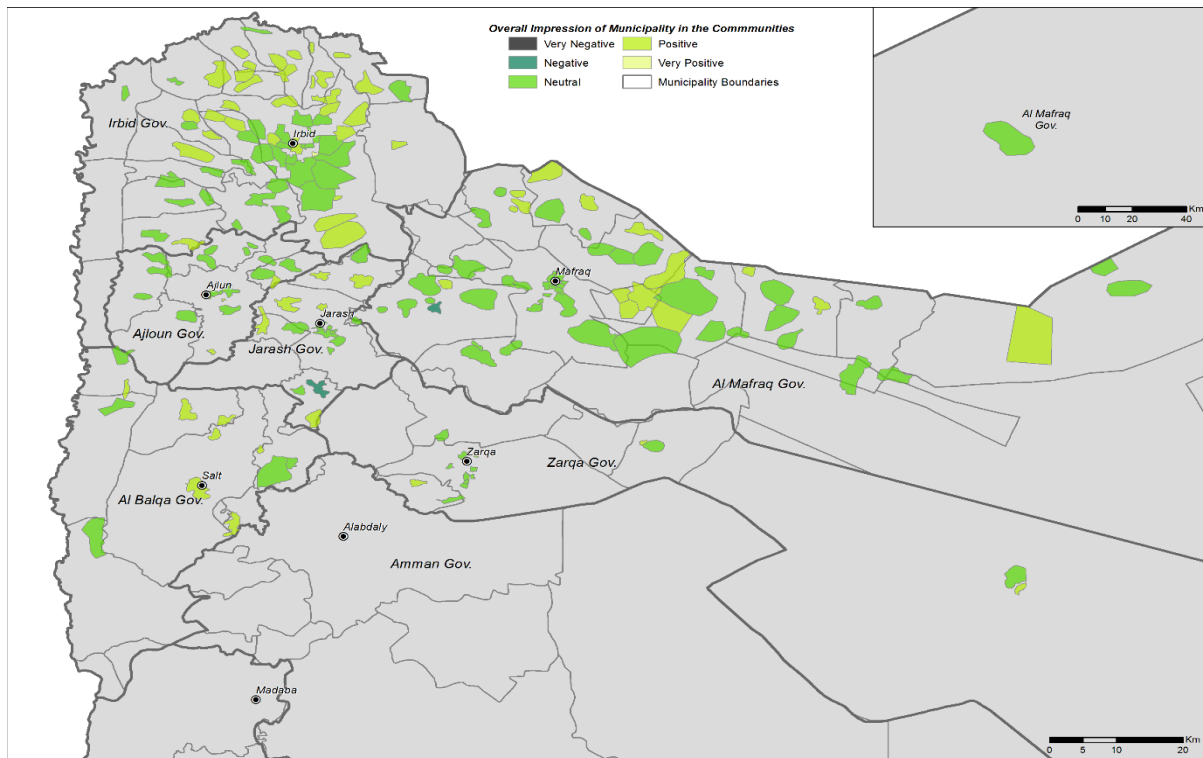 Overall Impression of Municipality in the Commmunities
Very Negative
Positive
Negative
Very Positive
Neutral
Municipality Boundaries
Al Mafraq
Gov.
Km
0 10 20 40
Irbid Gov.
Irbid
Mafraq
Ajlun
Jarash
Ajloun Gov.
Jarash Gov.
Al Mafraq Gov.
Zarqa
Zarqa Gov.
Salt
Al Balqa Gov.
Alabdaly
Amman Gov.
Madaba
Km
0 5 10 20